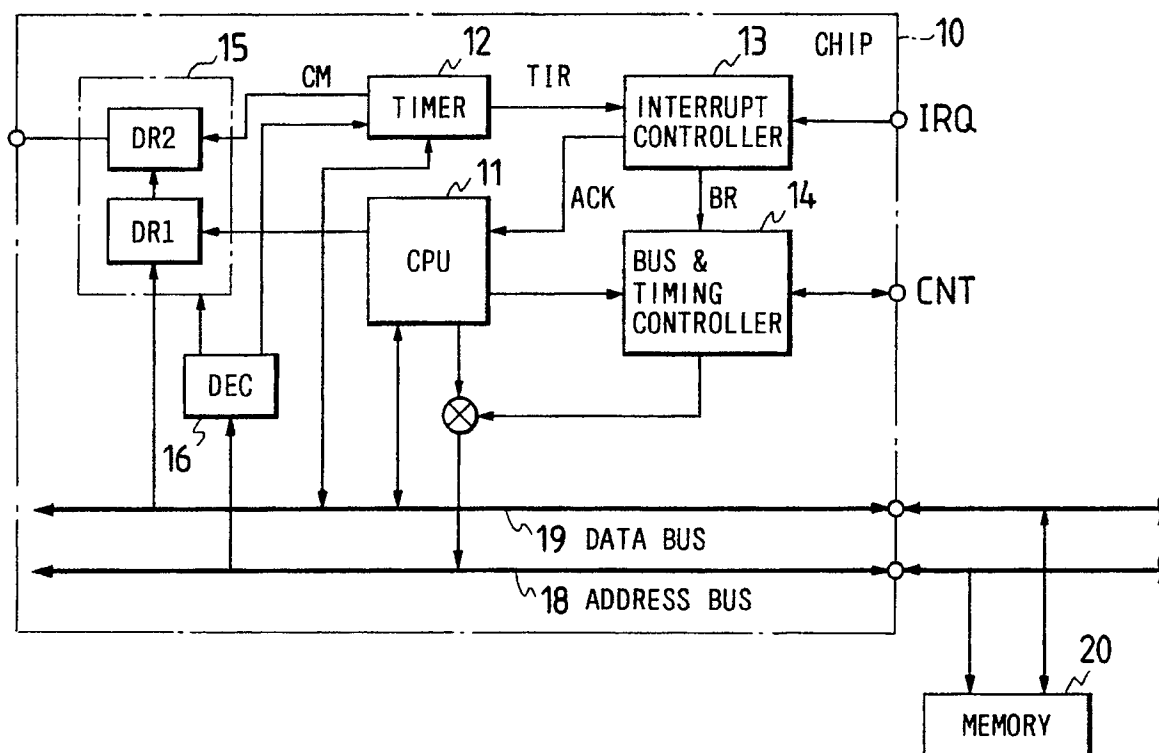 15
CM
12
TIMER
TIR
13
CHIP
10
INTERRUPT
CONTROLLER
IRQ
DR2
DR1
11
CPU
ACK
BR
14
BUS &
TIMING
CONTROLLER
CNT
DEC
16
19 DATA BUS
18 ADDRESS BUS
20
MEMORY